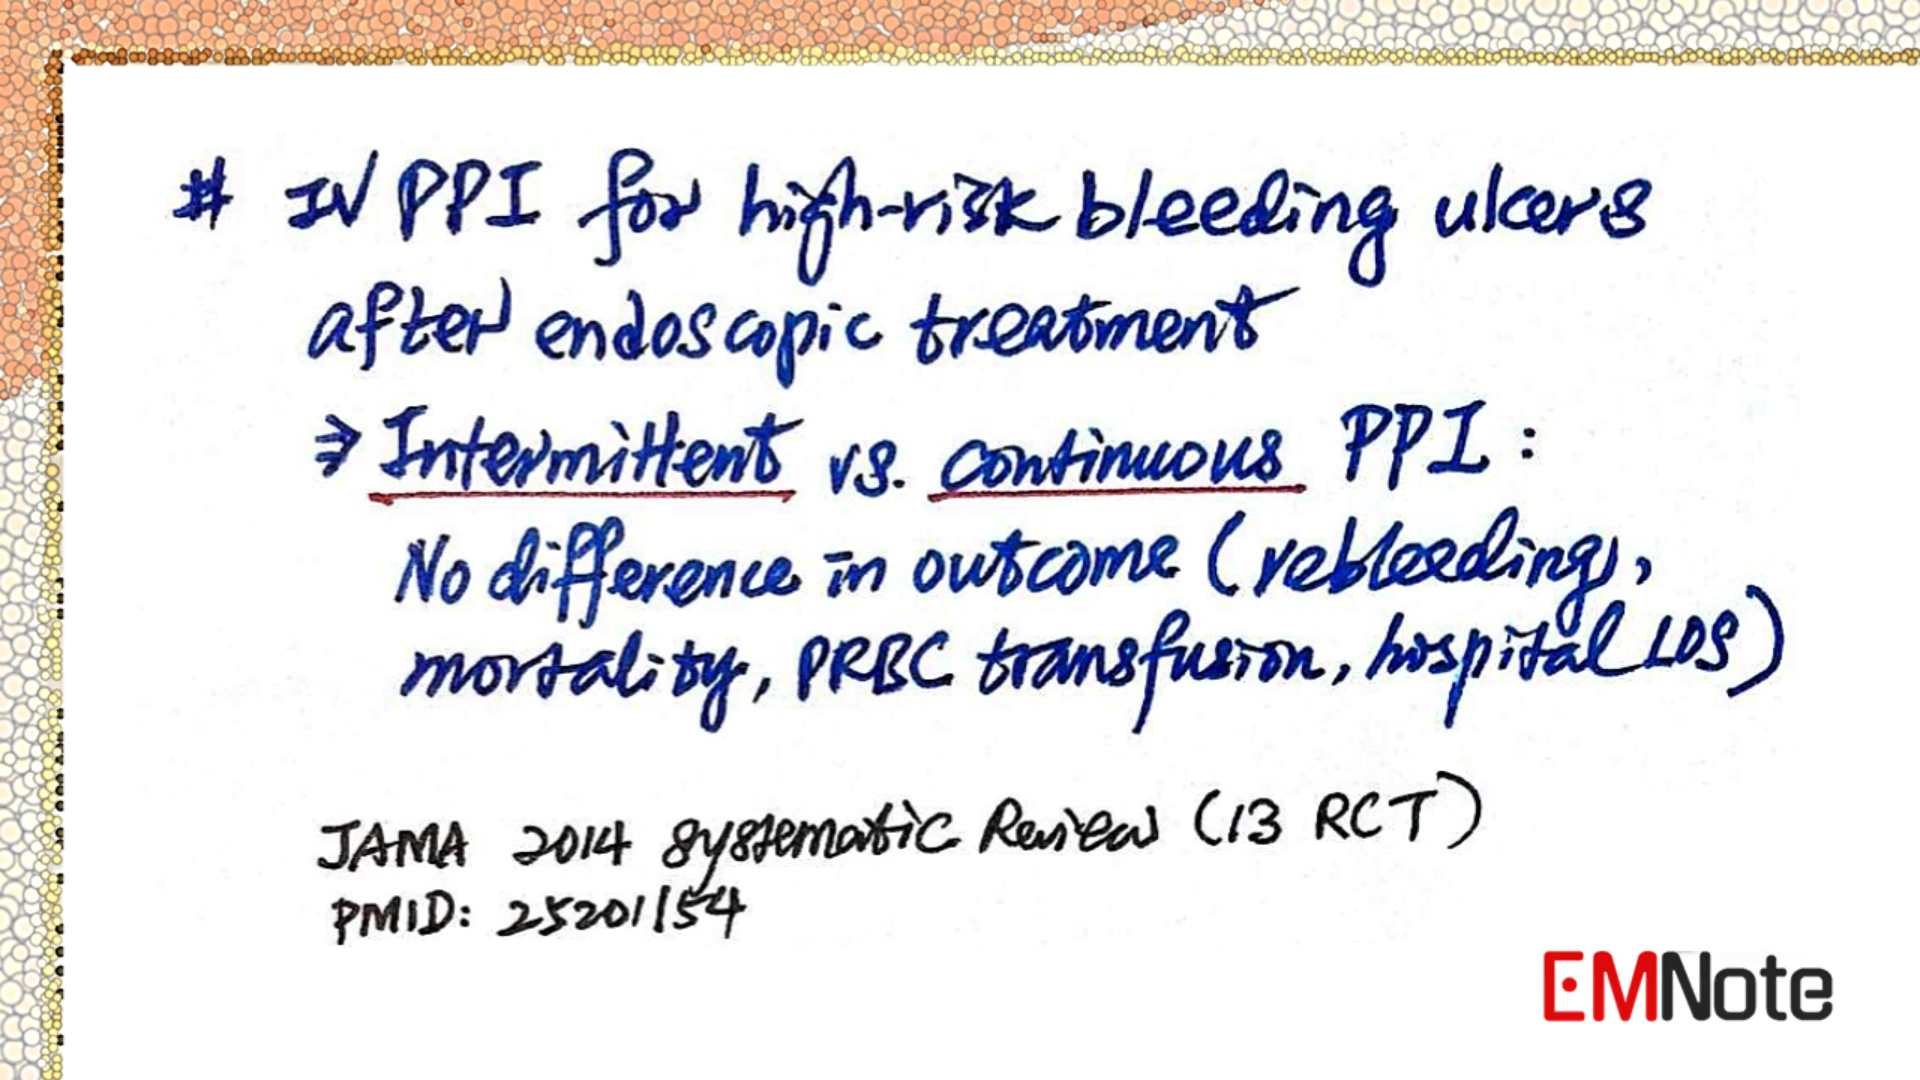 # IV PPI for high-risk bleeding ulcers
after endoscopic treatment
⇒ Intermittent vs. continuous PPI:
No difference in outcome (rebleeding,
mortality, PRBC transfusion, hospital LOS)
JAMA 2014 Systematic Review (13 RCT)
PMID: 25201154
EMNote